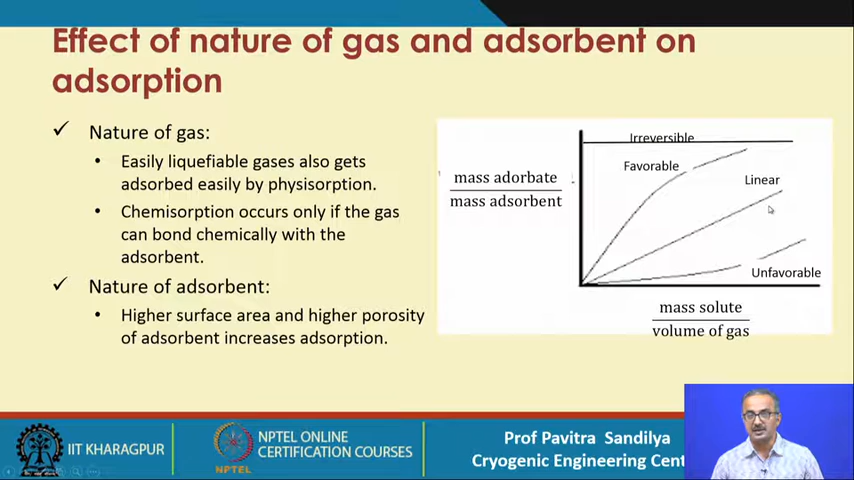 Effect of nature of gas and adsorbent on
adsorption
✓ Nature of gas:
• Easily liquefiable gases also gets
adsorbed easily by physisorption.
• Chemisorption occurs only if the gas
can bond chemically with the
adsorbent.
✓ Nature of adsorbent:
• Higher surface area and higher porosity
of adsorbent increases adsorption.
mass adorbate
mass adsorbent
Irreversible
Favorable
Linear
Unfavorable
mass solute
volume of gas
IIT KHARAGPUR
NPTEL
NPTEL ONLINE
CERTIFICATION COURSES
Prof Pavitra Sandilya
Cryogenic Engineering Cent